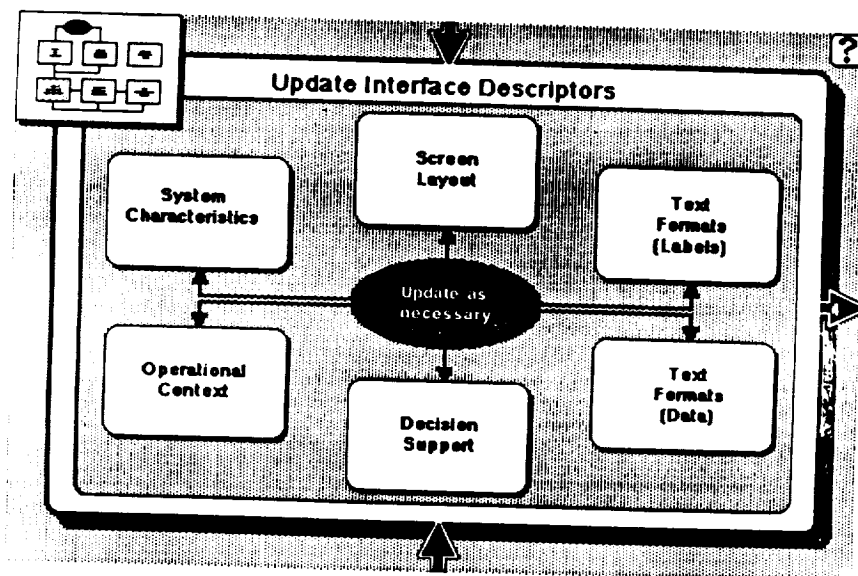 ?
Update Interface Descriptors
Screen
Layout
System
Characteristics
Text
Formats
(Labels)
Update as
necessary
Operational
Context
Decision
Support
Text
Formats
(Data)